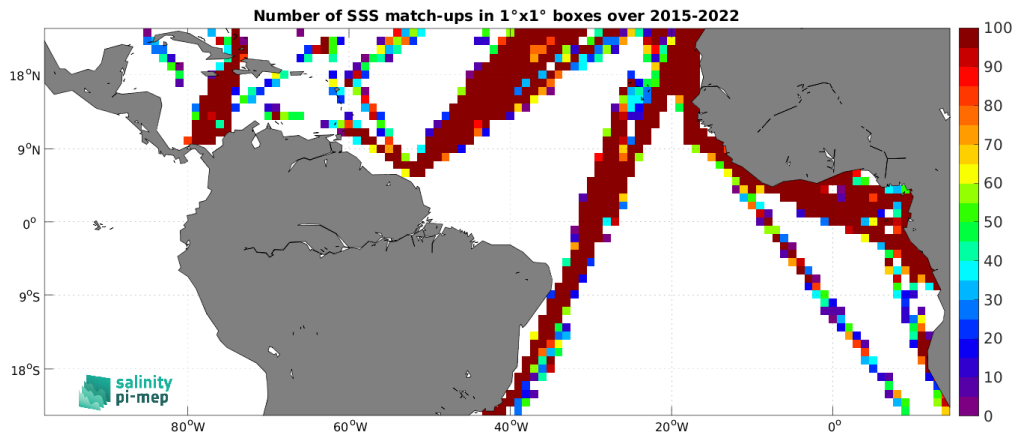 Number of SSS match-ups in 1°x1° boxes over 2015-2022
18°N
9°N
0°
9°S
18°S
80°W
60°W
40°W
20°W
0°
100
90
80
70
60
50
40
30
20
10
0
salinity
pi-mep